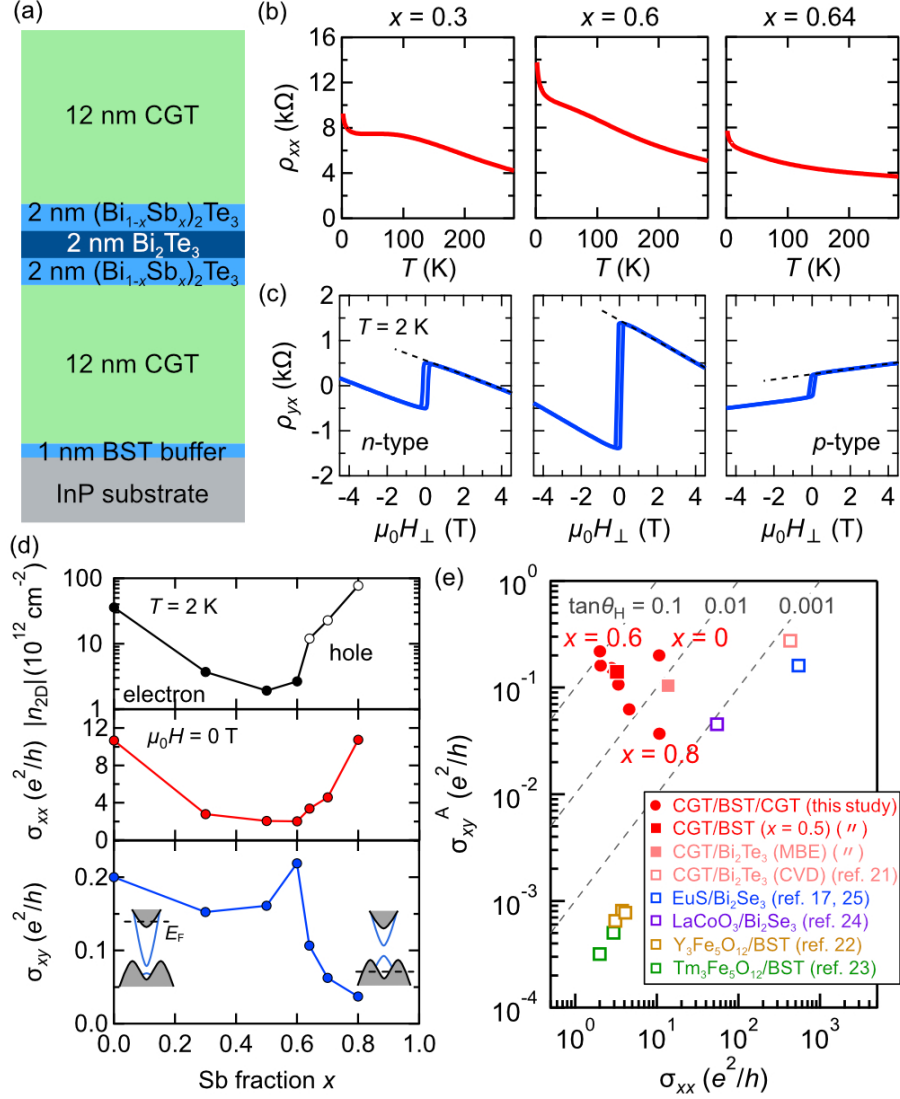 (a)
12 nm CGT
2 nm (Bi1-xSbx)2Te3
2 nm Bi2Te3
2 nm (Bi1-xSbx)2Te3
12 nm CGT
1 nm BST buffer
InP substrate
(b)
x = 0.3
x = 0.6
x = 0.64
16
12
8
4
0
ρxx (kΩ)
0 100 200
0 100 200
0 100 200
T (K)
T (K)
T (K)
(c)
T = 2 K
2
1
0
-1
-2
ρyx (kΩ)
n-type
p-type
-4 -2 0 2 4
-4 -2 0 2 4
-4 -2 0 2 4
μ0H⊥ (T)
μ0H⊥ (T)
μ0H⊥ (T)
(d)
100
10
1
|n2D| (10^12 cm^-2)
T = 2 K
hole
electron
12
8
4
0
σxx (e^2/h)
μ0H = 0 T
0.2
0.1
0.0
σxy (e^2/h)
EF
0.0 0.2 0.4 0.6 0.8 1.0
Sb fraction x
(e)
10^0
10^-1
10^-2
10^-3
10^-4
σxy^A (e^2/h)
tanθH = 0.1 0.01 0.001
x = 0.6
x = 0
x = 0.8
CGT/BST/CGT (this study)
CGT/BST (x = 0.5) (〃)
CGT/Bi2Te3 (MBE) (〃)
CGT/Bi2Te3 (CVD) (ref. 21)
EuS/Bi2Se3 (ref. 17, 25)
LaCoO3/Bi2Se3 (ref. 24)
Y3Fe5O12/BST (ref. 22)
Tm3Fe5O12/BST (ref. 23)
10^0 10^1 10^2 10^3
σxx (e^2/h)